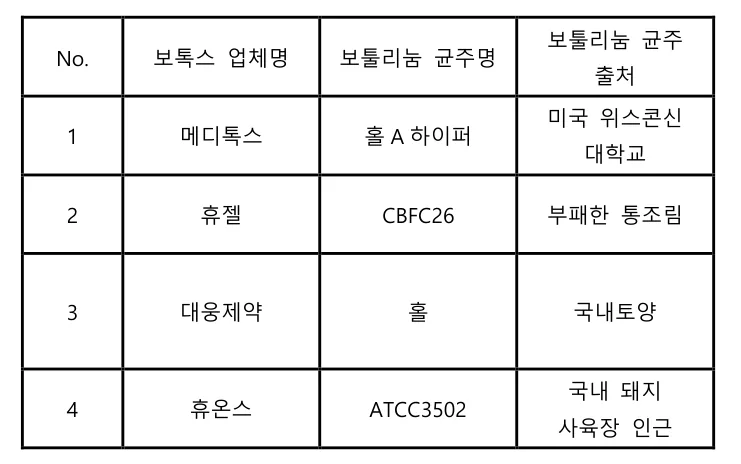 No. 보톡스 업체명 보툴리눔 균주명 보툴리눔 균주
출처
1 메디톡스 홀 A 하이퍼 미국 위스콘신
대학교
2 휴젤 CBFC26 부패한 통조림
3 대웅제약 홀 국내토양
4 휴온스 ATCC3502 국내 돼지
사육장 인근